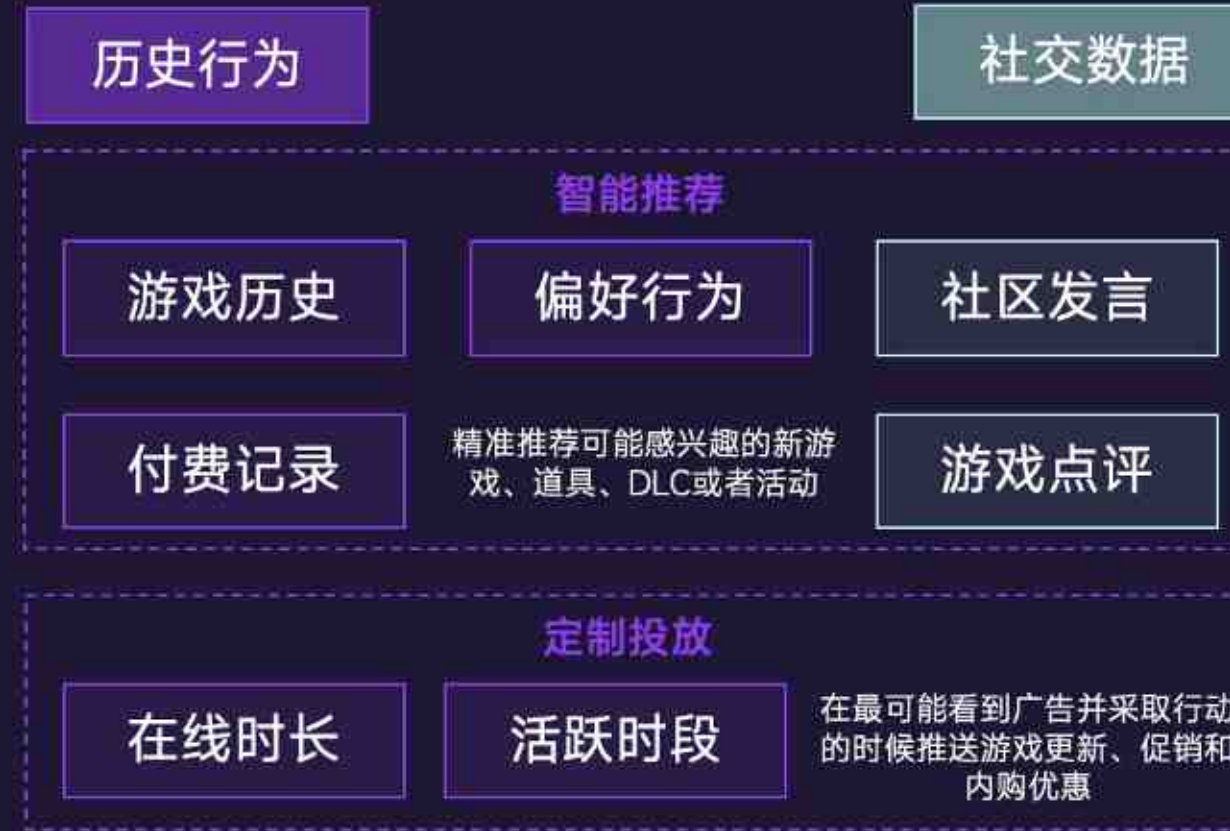 历史行为
社交数据
智能推荐
游戏历史
偏好行为
社区发言
付费记录
精准推荐可能感兴趣的新游
戏、道具、DLC或者活动
游戏点评
定制投放
在线时长
活跃时段
在最可能看到广告并采取行动
的时候推送游戏更新、促销和
内购优惠